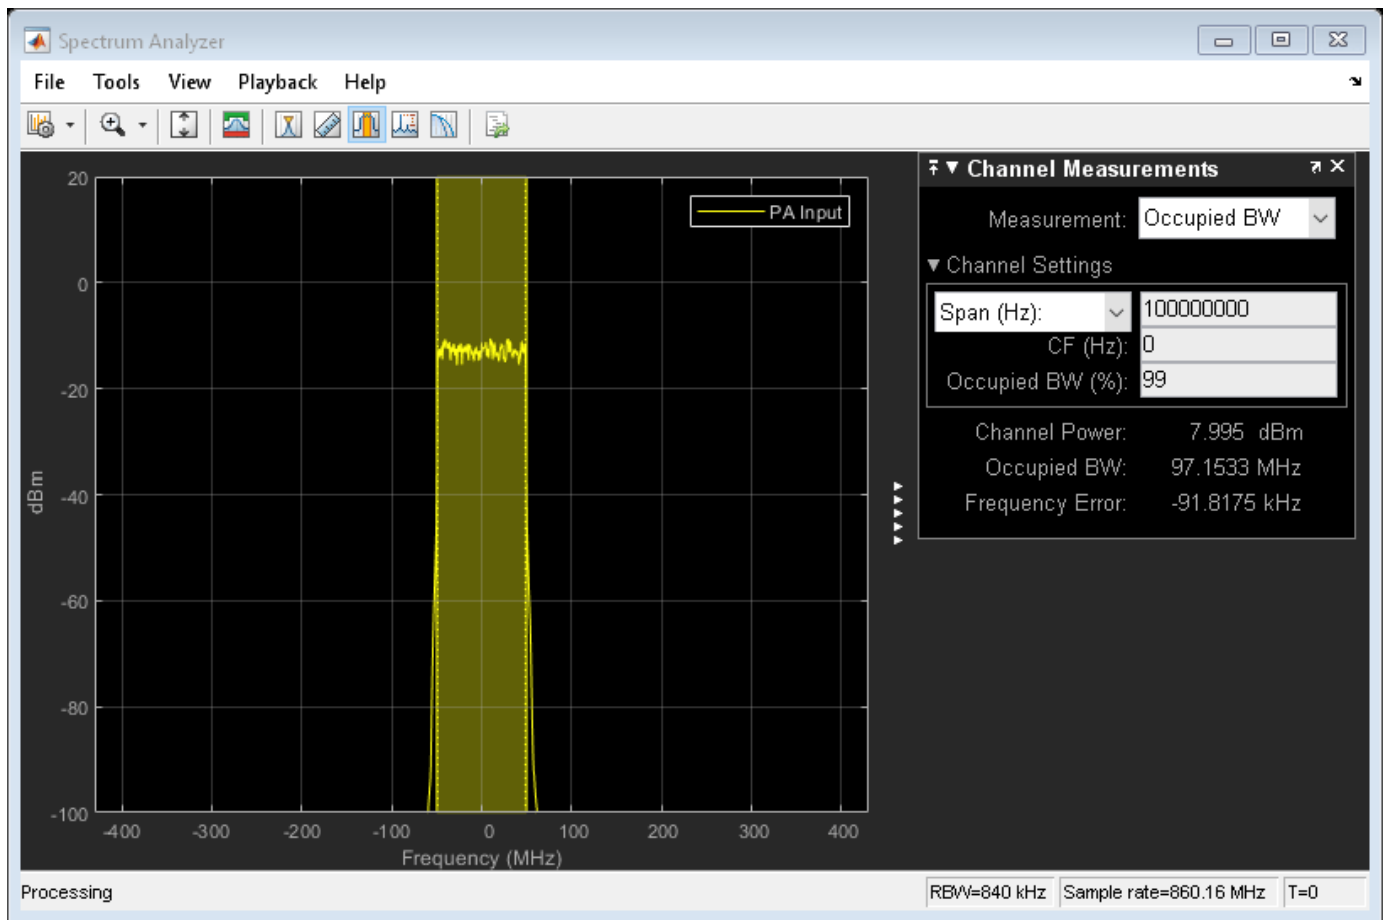 Spectrum Analyzer
File Tools View Playback Help
Channel Measurements
Measurement: Occupied BW
Channel Settings
Span (Hz): 100000000
CF (Hz): 0
Occupied BW (%): 99
Channel Power: 7.995 dBm
Occupied BW: 97.1533 MHz
Frequency Error: -91.8175 kHz
PA Input
20
0
-20
-40
-60
-80
-100
dBm
-400 -300 -200 -100 0 100 200 300 400
Frequency (MHz)
Processing RBW=840 kHz Sample rate=860.16 MHz T=0